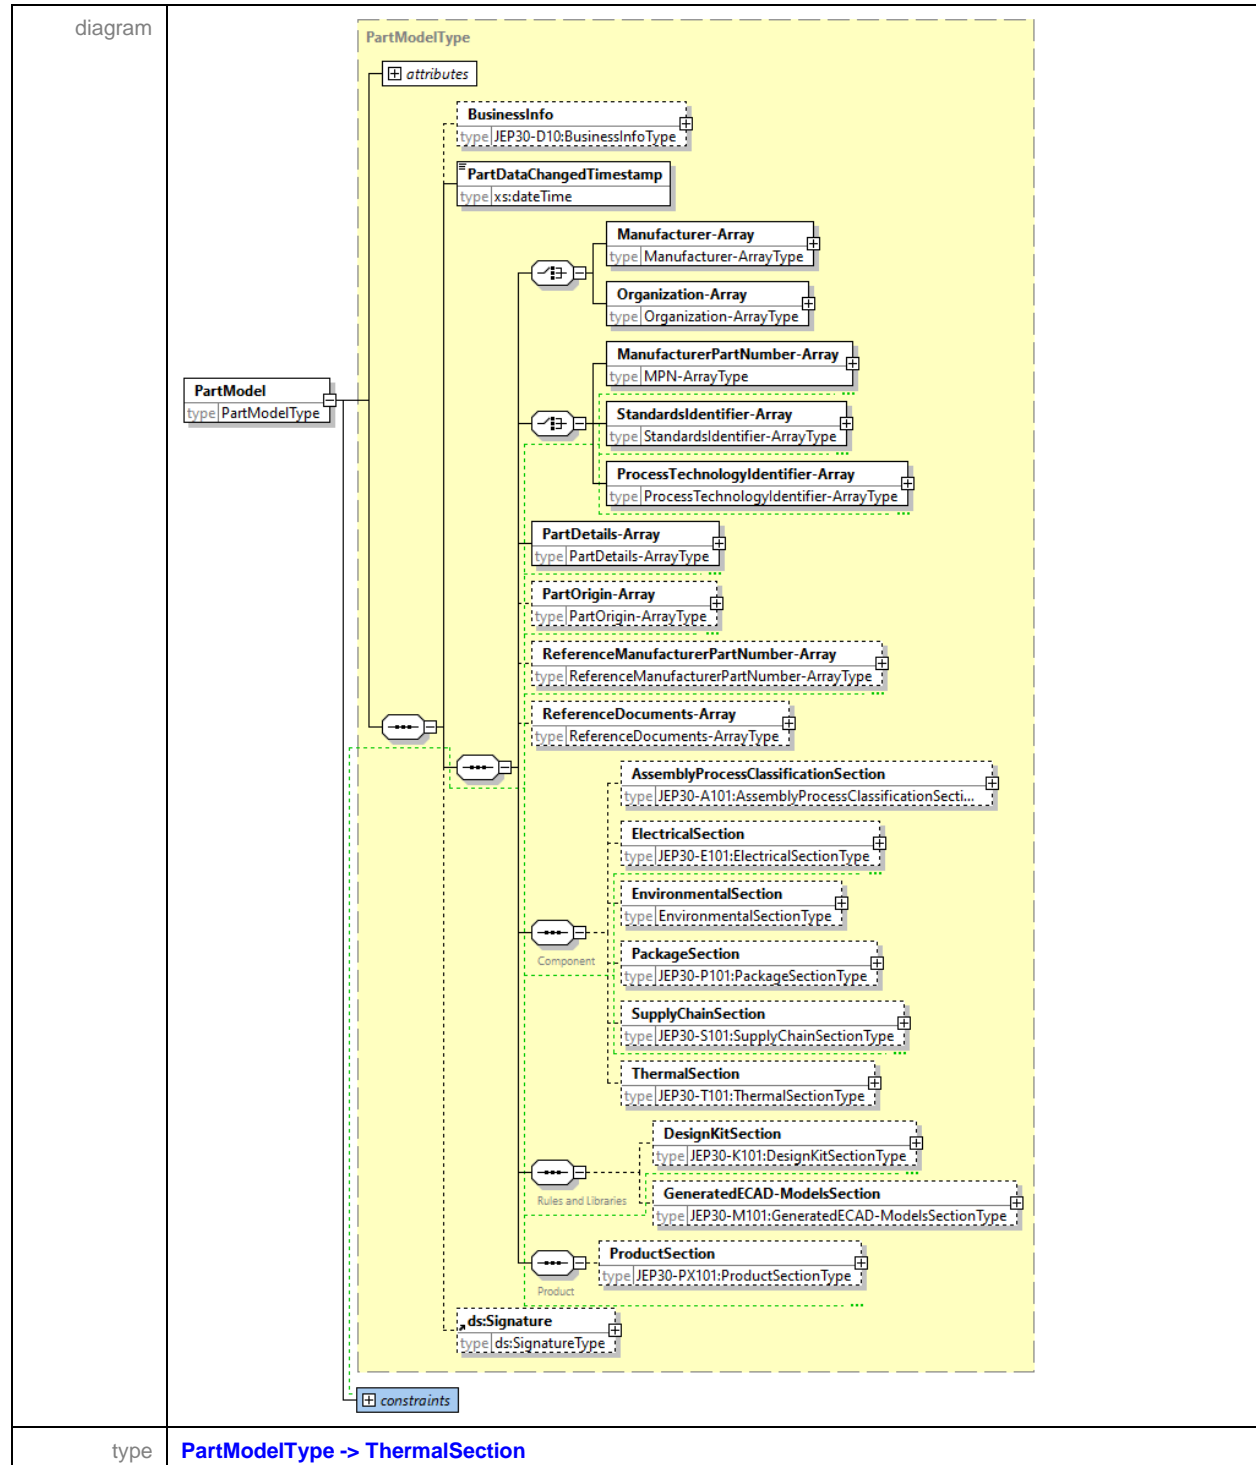 diagram
PartModelType
attributes
BusinessInfo
type JEP30-D10:BusinessInfoType
PartDataChangedTimestamp
type xs:dateTime
Manufacturer-Array
type Manufacturer-ArrayType
Organization-Array
type Organization-ArrayType
ManufacturerPartNumber-Array
type MPN-ArrayType
PartModel
type PartModelType
StandardsIdentifier-Array
type StandardsIdentifier-ArrayType
ProcessTechnologyIdentifier-Array
type ProcessTechnologyIdentifier-ArrayType
PartDetails-Array
type PartDetails-ArrayType
PartOrigin-Array
type PartOrigin-ArrayType
ReferenceManufacturerPartNumber-Array
type ReferenceManufacturerPartNumber-ArrayType
ReferenceDocuments-Array
type ReferenceDocuments-ArrayType
AssemblyProcessClassificationSection
type JEP30-A101:AssemblyProcessClassificationSecti...
ElectricalSection
type JEP30-E101:ElectricalSectionType
EnvironmentalSection
type EnvironmentalSectionType
PackageSection
Component
type JEP30-P101:PackageSectionType
SupplyChainSection
type JEP30-S101:SupplyChainSectionType
ThermalSection
type JEP30-T101:ThermalSectionType
DesignKitSection
type JEP30-K101:DesignKitSectionType
Rules and Libraries
GeneratedECAD-ModelsSection
type JEP30-M101:GeneratedECAD-ModelsSectionType
ProductSection
type JEP30-PX101:ProductSectionType
Product
ds:Signature
type ds:SignatureType
constraints
type PartModelType -> ThermalSection